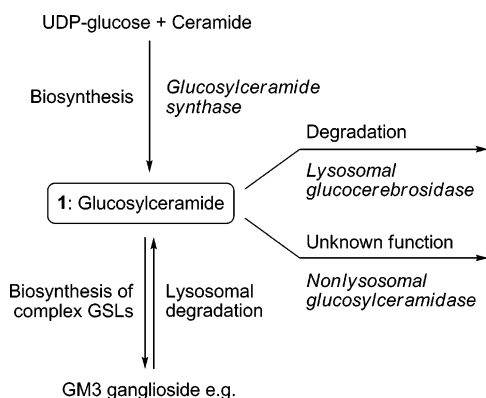 UDP-glucose + Ceramide
Biosynthesis
Glucosylceramide
synthase
Degradation
Lysosomal
glucocerebrosidase
1: Glucosylceramide
Unknown function
Nonlysosomal
glucosylceramidase
Biosynthesis of
complex GSLs
Lysosomal
degradation
GM3 ganglioside e.g.